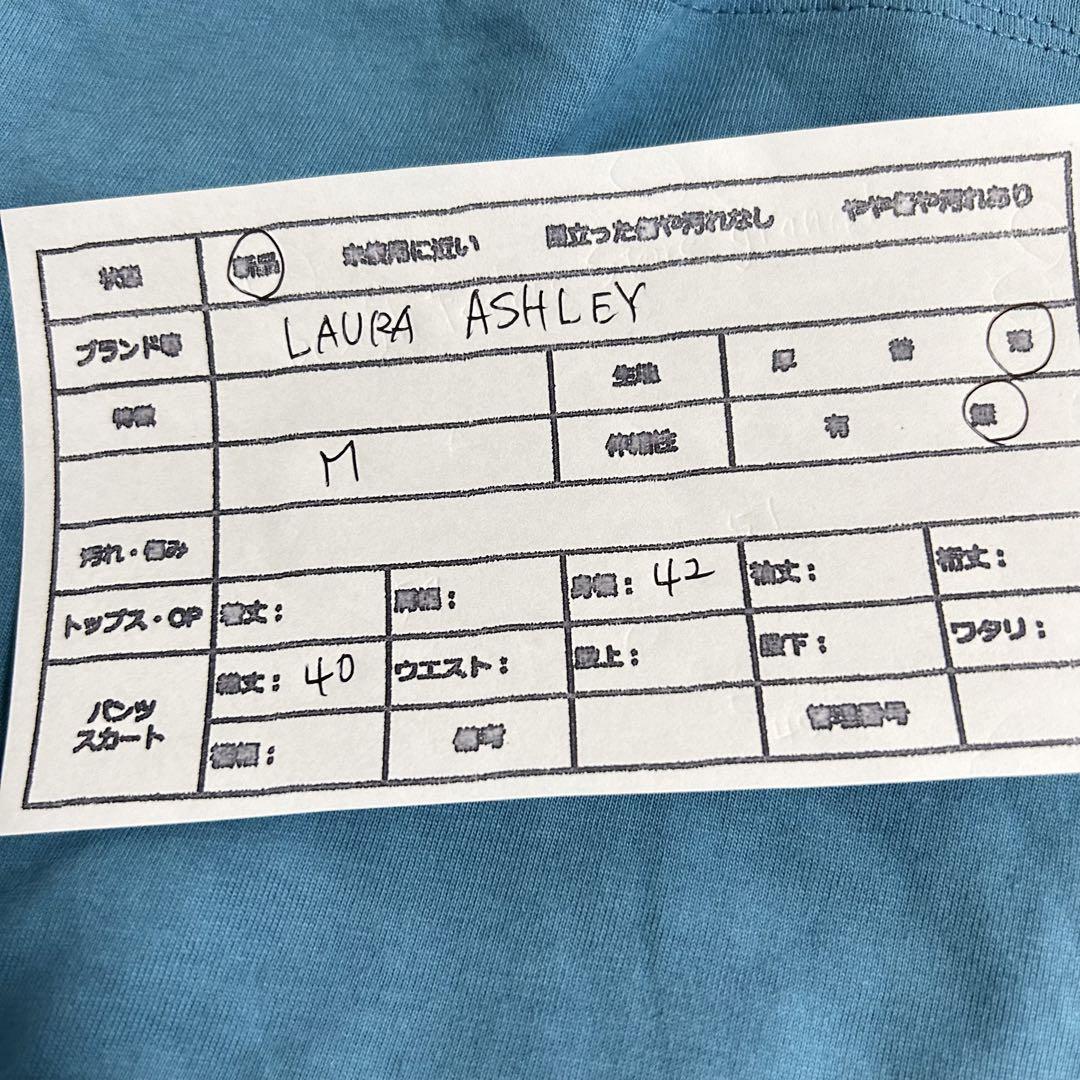 状態 新品 未使用に近い 目立った傷や汚れなし やや傷や汚れあり
ブランド等 LAURA ASHLEY
特徴 生地 厚 普 薄
M 伸縮性 有 無
汚れ・傷み
トップス・OP 着丈： 肩幅： 身幅：42 袖丈： 裄丈：
パンツ スカート 総丈：40 ウエスト： 股上： 股下： ワタリ：
裾幅： 備考 管理番号